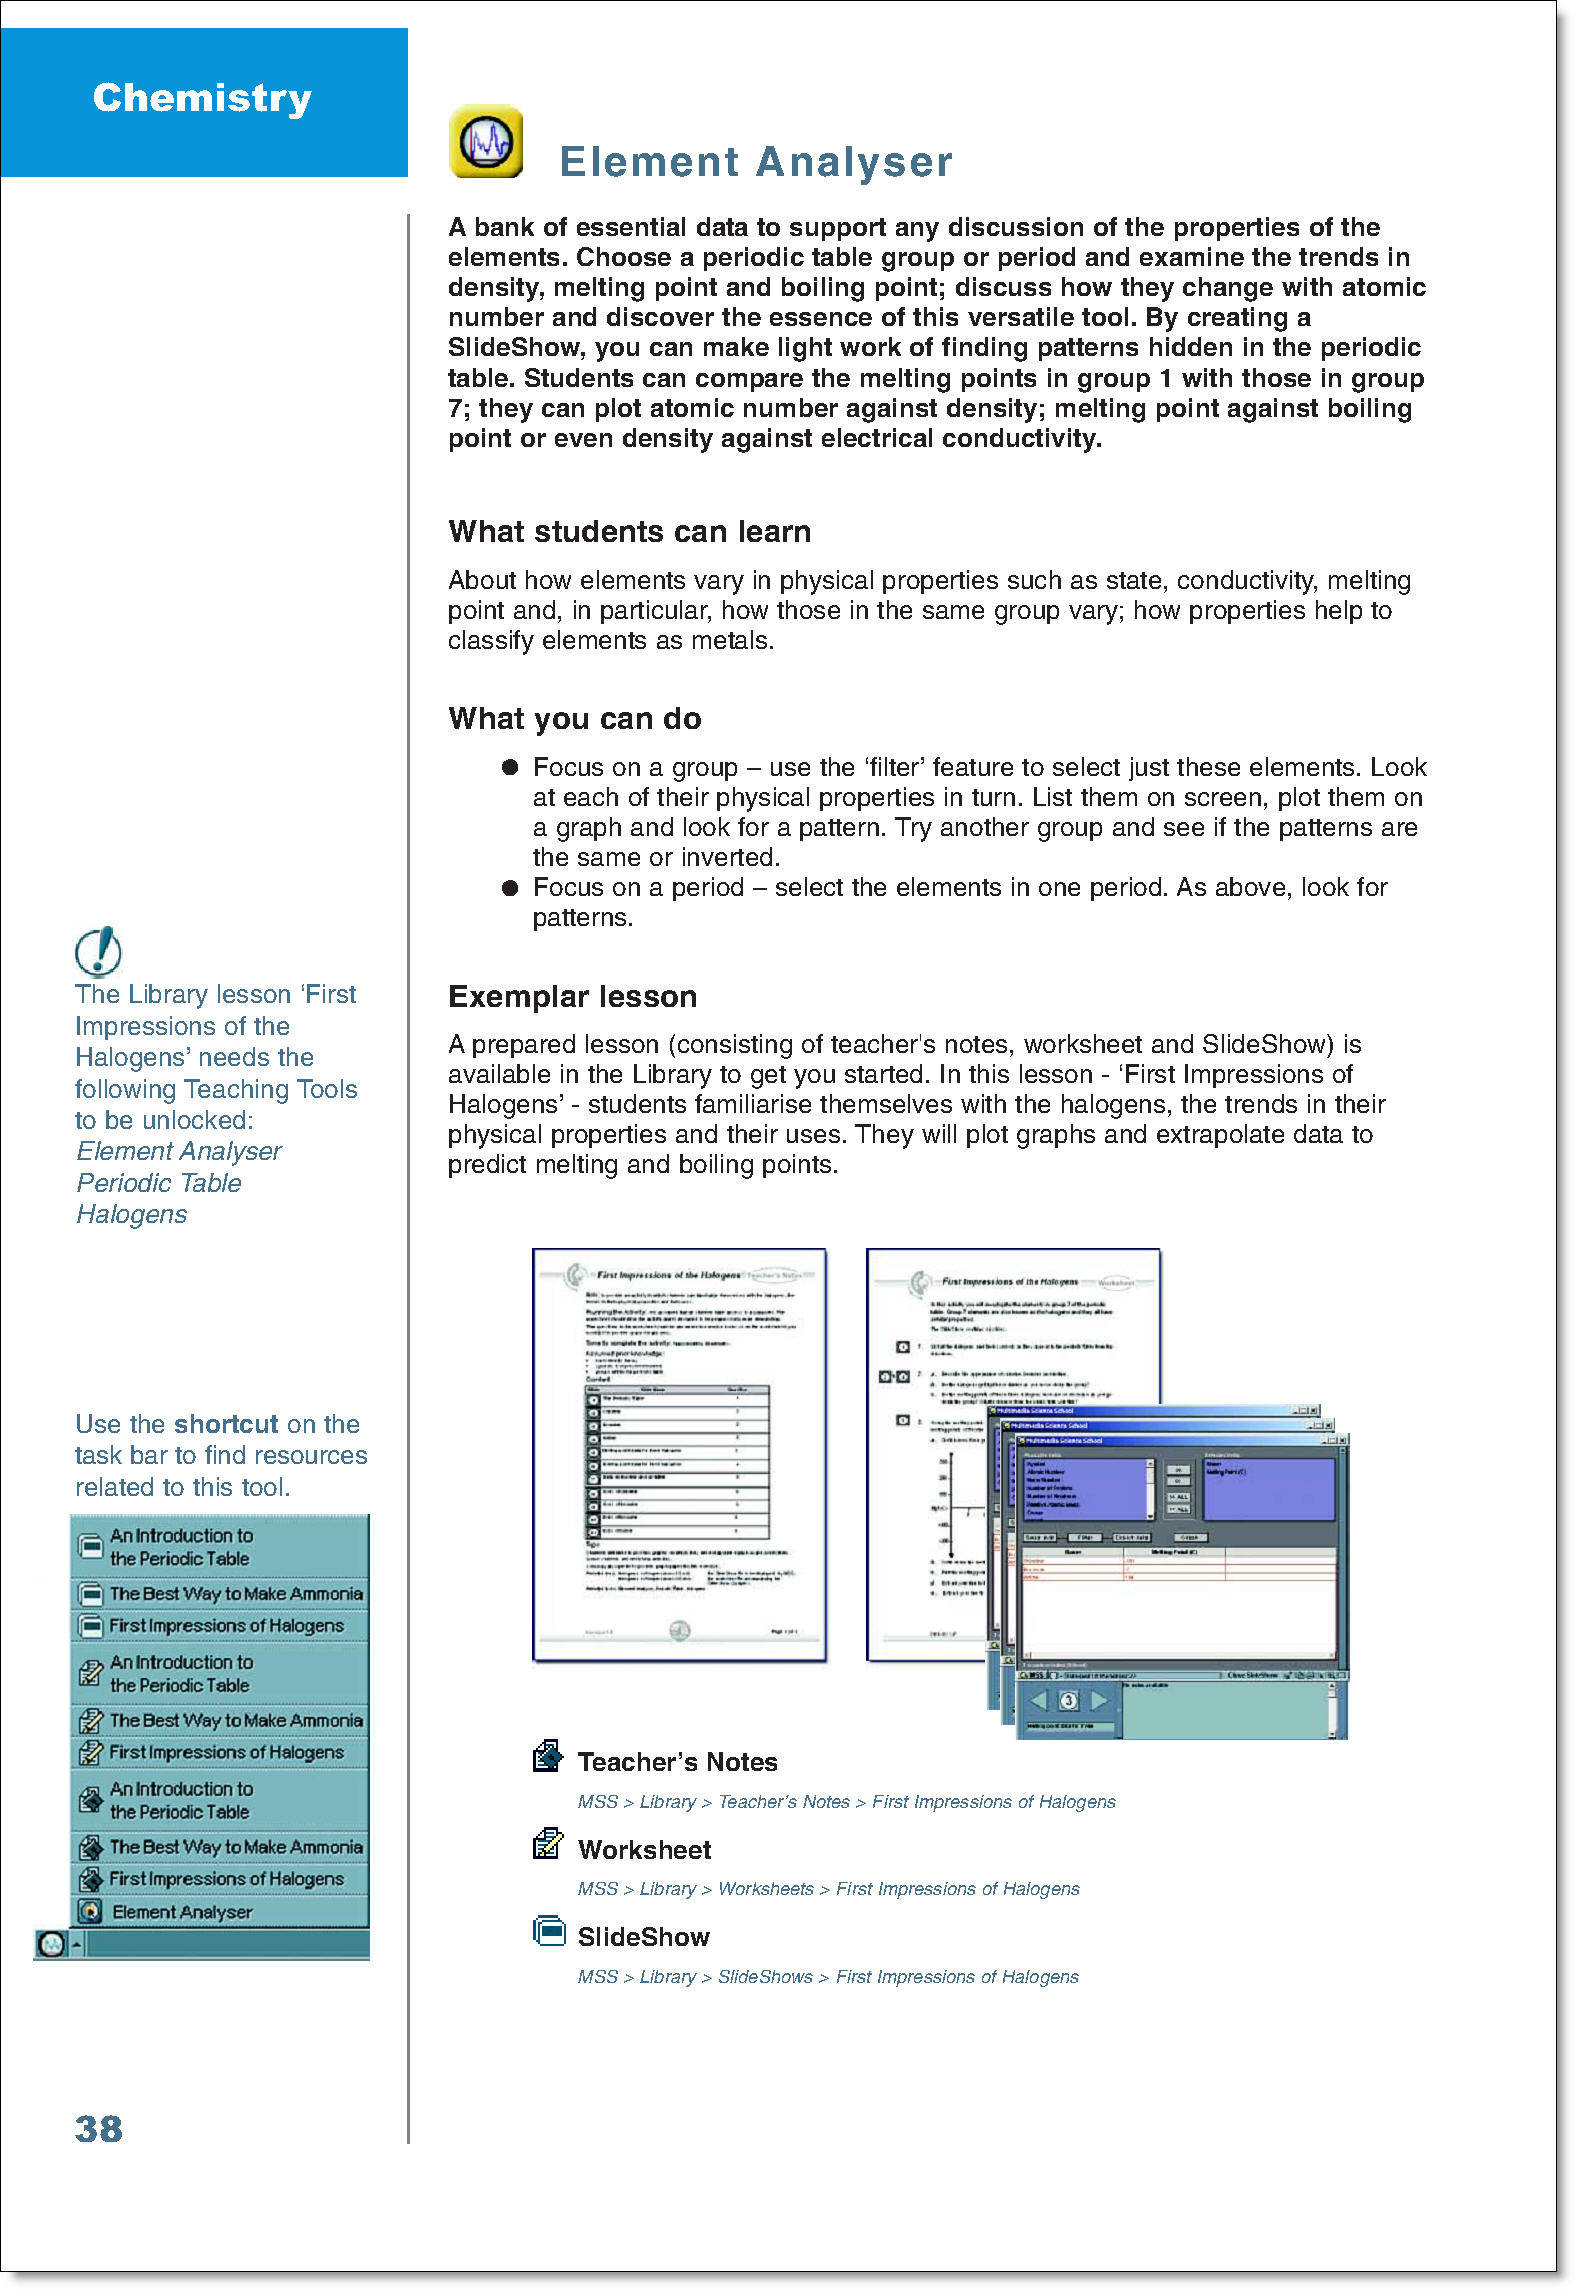 Chemistry
Element Analyser
A bank of essential data to support any discussion of the properties of the
elements. Choose a periodic table group or period and examine the trends in
density, melting point and boiling point; discuss how they change with atomic
number and discover the essence of this versatile tool. By creating a
SlideShow, you can make light work of finding patterns hidden in the periodic
table. Students can compare the melting points in group 1 with those in group
7; they can plot atomic number against density; melting point against boiling
point or even density against electrical conductivity.
What students can learn
About how elements vary in physical properties such as state, conductivity, melting
point and, in particular, how those in the same group vary; how properties help to
classify elements as metals.
What you can do
● Focus on a group – use the ‘filter’ feature to select just these elements. Look
at each of their physical properties in turn. List them on screen, plot them on
a graph and look for a pattern. Try another group and see if the patterns are
the same or inverted.
● Focus on a period – select the elements in one period. As above, look for
patterns.
The Library lesson ‘First
Impressions of the
Halogens’ needs the
following Teaching Tools
to be unlocked:
Element Analyser
Periodic Table
Halogens
Exemplar lesson
A prepared lesson (consisting of teacher's notes, worksheet and SlideShow) is
available in the Library to get you started. In this lesson - ‘First Impressions of
Halogens’ - students familiarise themselves with the halogens, the trends in their
physical properties and their uses. They will plot graphs and extrapolate data to
predict melting and boiling points.
First Impressions of the Halogens Teacher's Notes
First Impressions of the Halogens Worksheet
Multimedia Science School
Multimedia Science School
Multimedia Science School
Use the shortcut on the
task bar to find resources
related to this tool.
An Introduction to
the Periodic Table
The Best Way to Make Ammonia
First Impressions of Halogens
An Introduction to
the Periodic Table
The Best Way to Make Ammonia
First Impressions of Halogens
An Introduction to
the Periodic Table
The Best Way to Make Ammonia
First Impressions of Halogens
Element Analyser
Teacher’s Notes
MSS > Library > Teacher’s Notes > First Impressions of Halogens
Worksheet
MSS > Library > Worksheets > First Impressions of Halogens
SlideShow
MSS > Library > SlideShows > First Impressions of Halogens
38